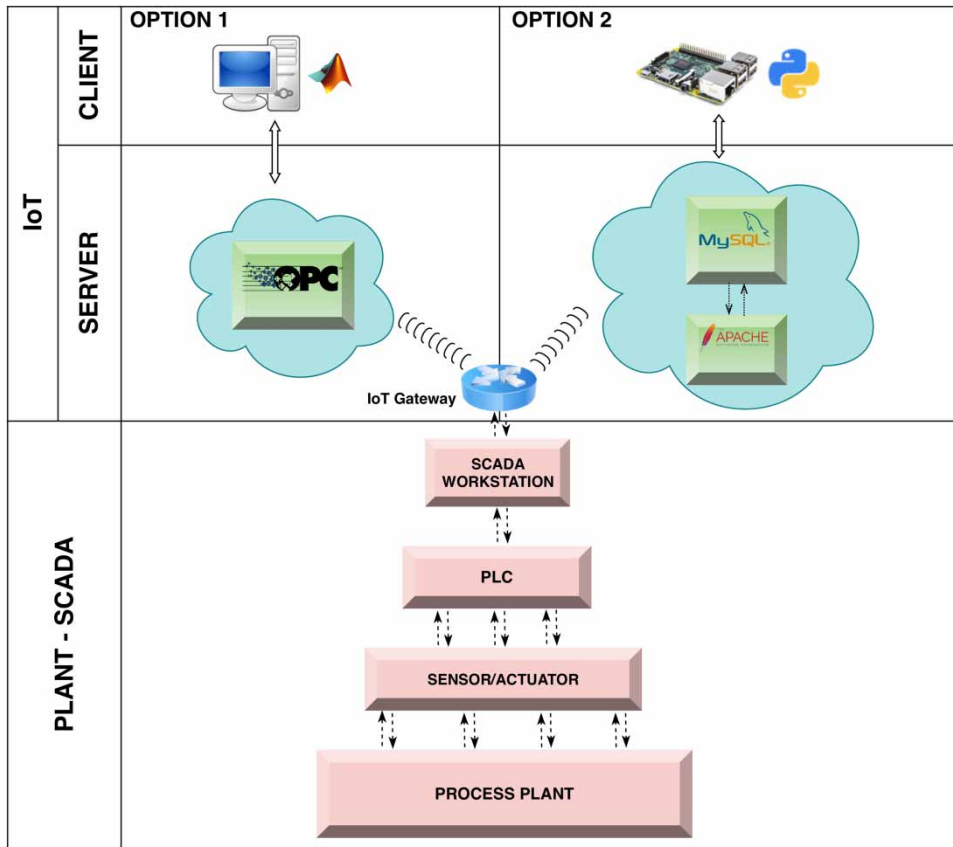 OPTION 1
OPTION 2
CLIENT
IoT
SERVER
OPC
MySQL
APACHE
IoT Gateway
SCADA
WORKSTATION
PLC
PLANT - SCADA
SENSOR/ACTUATOR
PROCESS PLANT